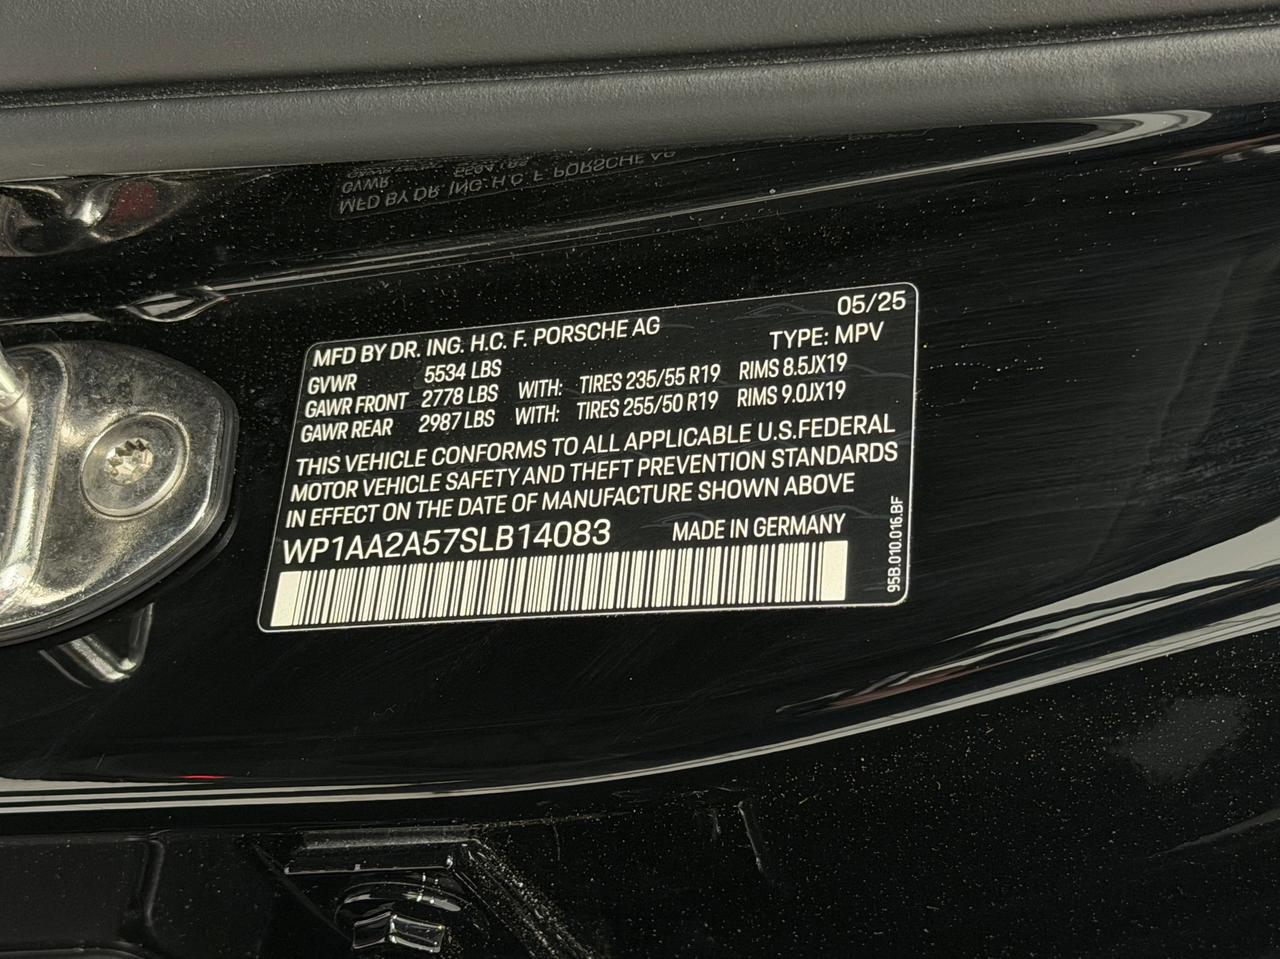 05/25
MFD BY DR. ING. H.C. F. PORSCHE AG
TYPE: MPV
GVWR 5534 LBS
GAWR FRONT 2778 LBS WITH: TIRES 235/55 R19 RIMS 8.5JX19
GAWR REAR 2987 LBS WITH: TIRES 255/50 R19 RIMS 9.0JX19
THIS VEHICLE CONFORMS TO ALL APPLICABLE U.S.FEDERAL
MOTOR VEHICLE SAFETY AND THEFT PREVENTION STANDARDS
IN EFFECT ON THE DATE OF MANUFACTURE SHOWN ABOVE
WP1AA2A57SLB14083 MADE IN GERMANY
95B.010.016.BF